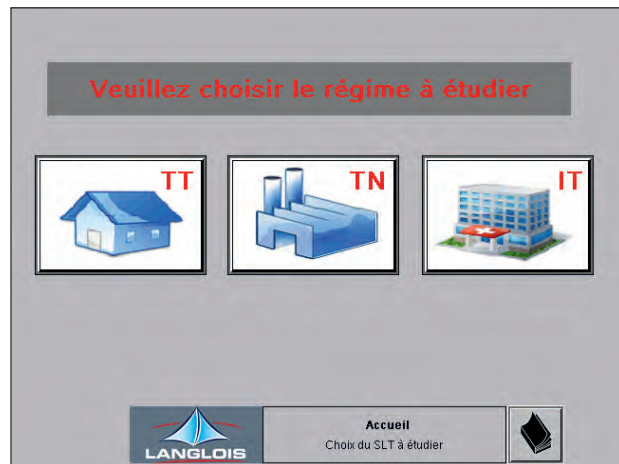 Veuillez choisir le régime à étudier
TT
TN
IT
LANGLOIS
Accueil
Choix du SLT à étudier